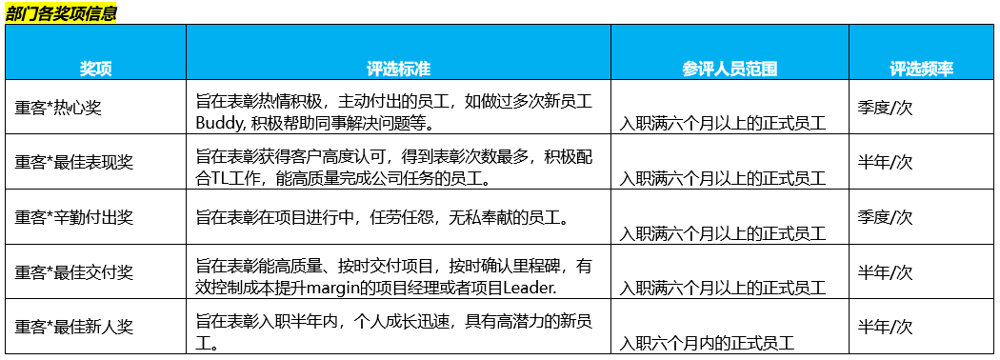 部门各奖项信息
奖项 评选标准 参评人员范围 评选频率
重客*热心奖
旨在表彰热情积极，主动付出的员工，如做过多次新员工
Buddy, 积极帮助同事解决问题等。
入职满六个月以上的正式员工
季度/次
重客*最佳表现奖
旨在表彰获得客户高度认可，得到表彰次数最多，积极配
合TL工作，能高质量完成公司任务的员工。
入职满六个月以上的正式员工
半年/次
重客*辛勤付出奖
旨在表彰在项目进行中，任劳任怨，无私奉献的员工。
入职满六个月以上的正式员工
季度/次
重客*最佳交付奖
旨在表彰能高质量、按时交付项目，按时确认里程碑，有
效控制成本提升margin的项目经理或者项目Leader.
入职满六个月以上的正式员工
半年/次
重客*最佳新人奖
旨在表彰入职半年内，个人成长迅速，具有高潜力的新员
工。
入职六个月内的正式员工
半年/次